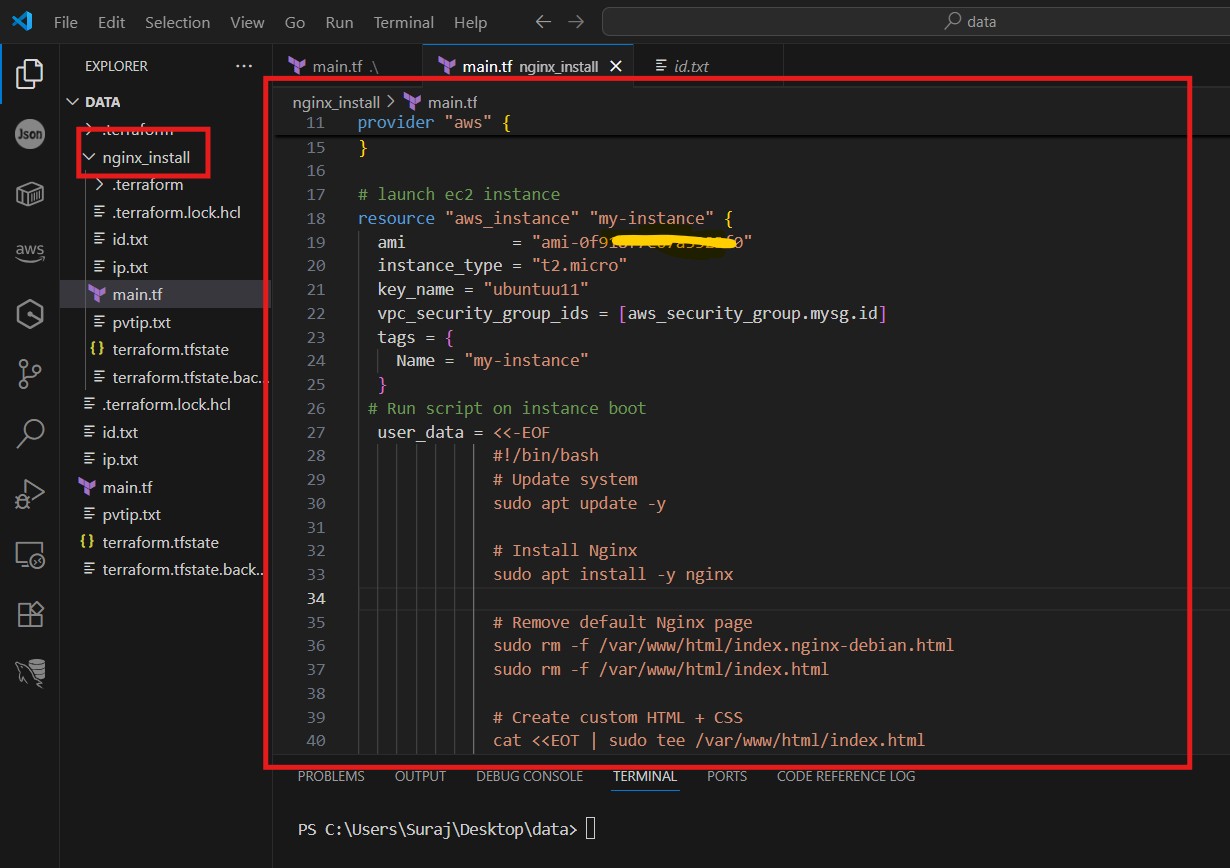 File Edit Selection View Go Run Terminal Help
data
EXPLORER
DATA
.terraform
nginx_install
.terraform
.terraform.lock.hcl
id.txt
ip.txt
main.tf
pvtip.txt
terraform.tfstate
terraform.tfstate.bac...
.terraform.lock.hcl
id.txt
ip.txt
main.tf
pvtip.txt
terraform.tfstate
terraform.tfstate.back...
Json
aws
main.tf .\
main.tf nginx_install
id.txt
nginx_install > main.tf
11 provider "aws" {
15 }
16
17 # launch ec2 instance
18 resource "aws_instance" "my-instance" {
19 ami = 
20 instance_type = "t2.micro"
21 key_name = "ubuntuu11"
22 vpc_security_group_ids = [aws_security_group.mysg.id]
23 tags = {
24 Name = "my-instance"
25 }
26 # Run script on instance boot
27 user_data = <<-EOF
28 #!/bin/bash
29 # Update system
30 sudo apt update -y
31
32 # Install Nginx
33 sudo apt install -y nginx
34
35 # Remove default Nginx page
36 sudo rm -f /var/www/html/index.nginx-debian.html
37 sudo rm -f /var/www/html/index.html
38
39 # Create custom HTML + CSS
40 cat <<EOT | sudo tee /var/www/html/index.html
PROBLEMS OUTPUT DEBUG CONSOLE TERMINAL PORTS CODE REFERENCE LOG
PS C:\Users\Suraj\Desktop\data>